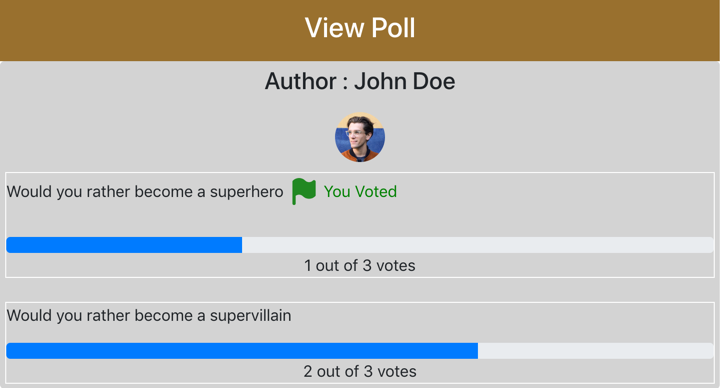 View Poll
Author : John Doe
Would you rather become a superhero You Voted
1 out of 3 votes
Would you rather become a supervillain
2 out of 3 votes